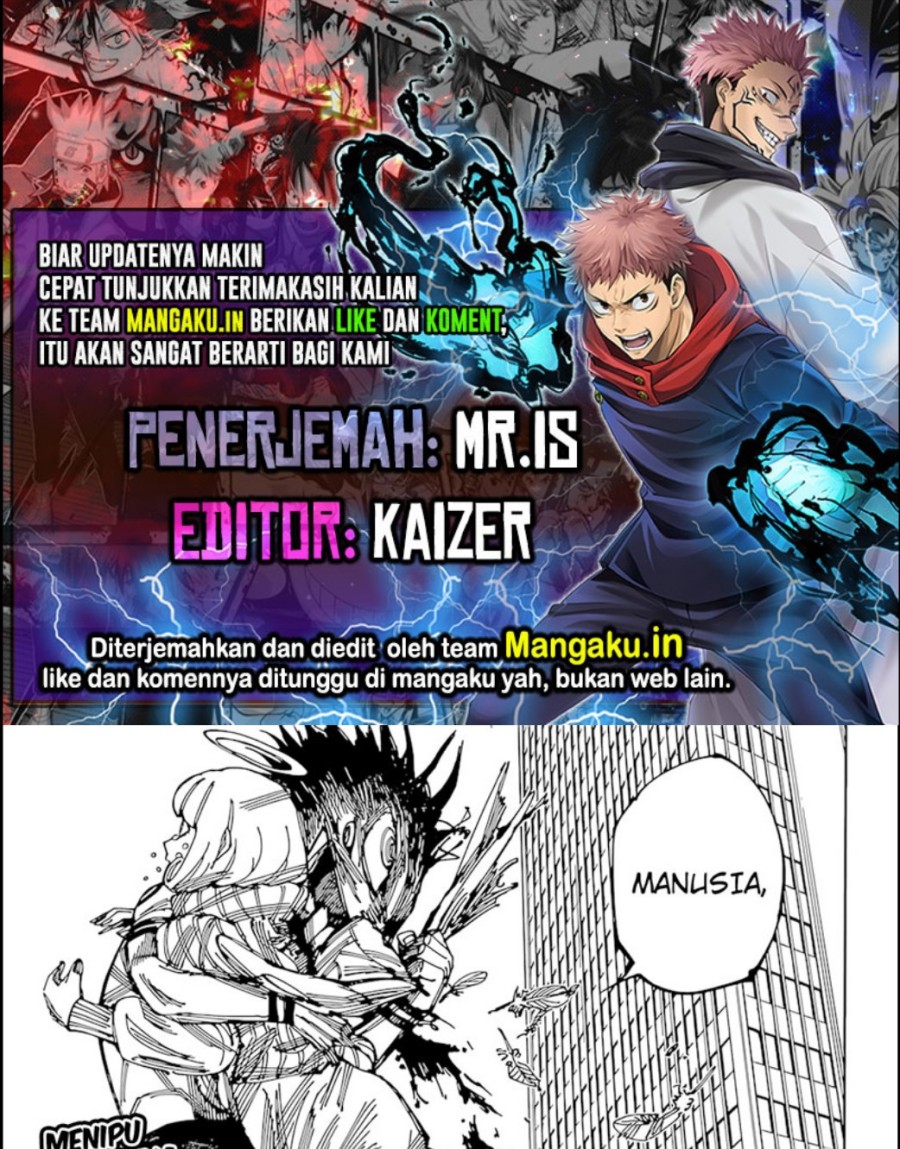 BIAR UPDATENYA MAKIN
CEPAT TUNJUKKAN TERIMAKASIH KALIAN
KE TEAM MANGAKU.IN BERIKAN LIKE DAN KOMENT,
ITU AKAN SANGAT BERARTI BAGI KAMI
PENERJEMAH: MR.IS
EDITOR: KAIZER
Diterjemahkan dan diedit oleh team Mangaku.in
like dan komennya ditunggu di mangaku yah, bukan web lain.
MANUSIA,
MENIPU